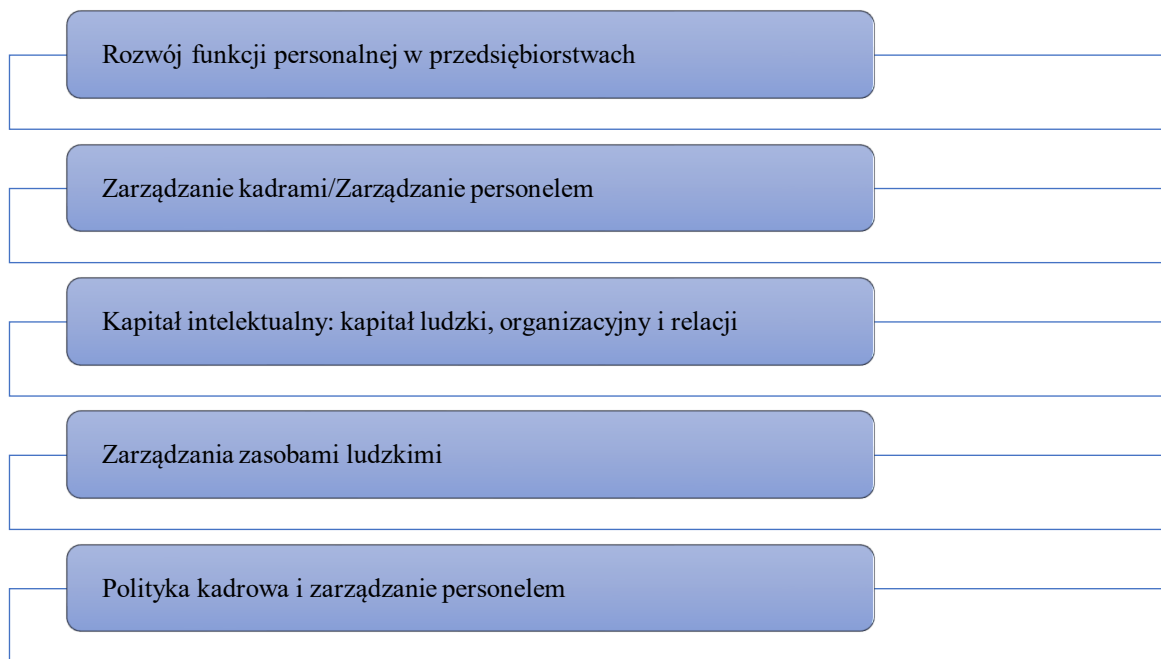 Rozwój funkcji personalnej w przedsiębiorstwach
Zarządzanie kadrami/Zarządzanie personelem
Kapitał intelektualny: kapitał ludzki, organizacyjny i relacji
Zarządzania zasobami ludzkimi
Polityka kadrowa i zarządzanie personelem